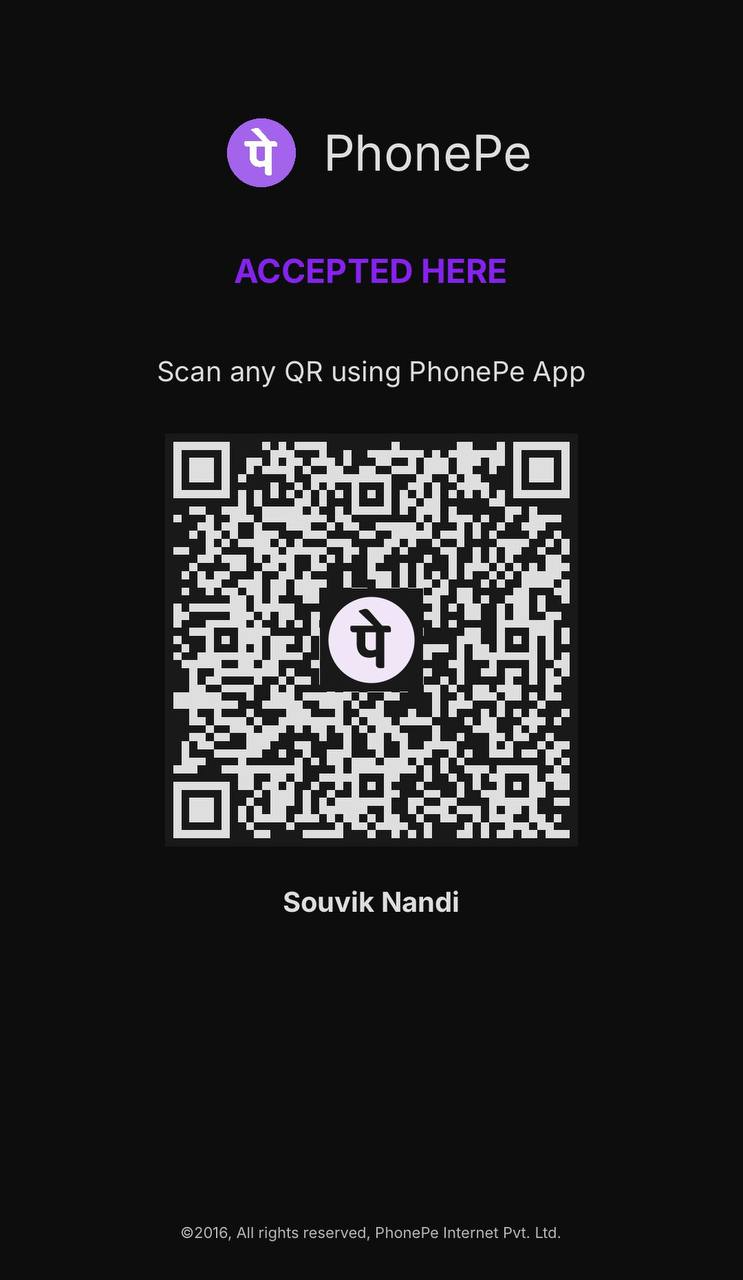 पे PhonePe
ACCEPTED HERE
Scan any QR using PhonePe App
पे
Souvik Nandi
©2016, All rights reserved, PhonePe Internet Pvt. Ltd.